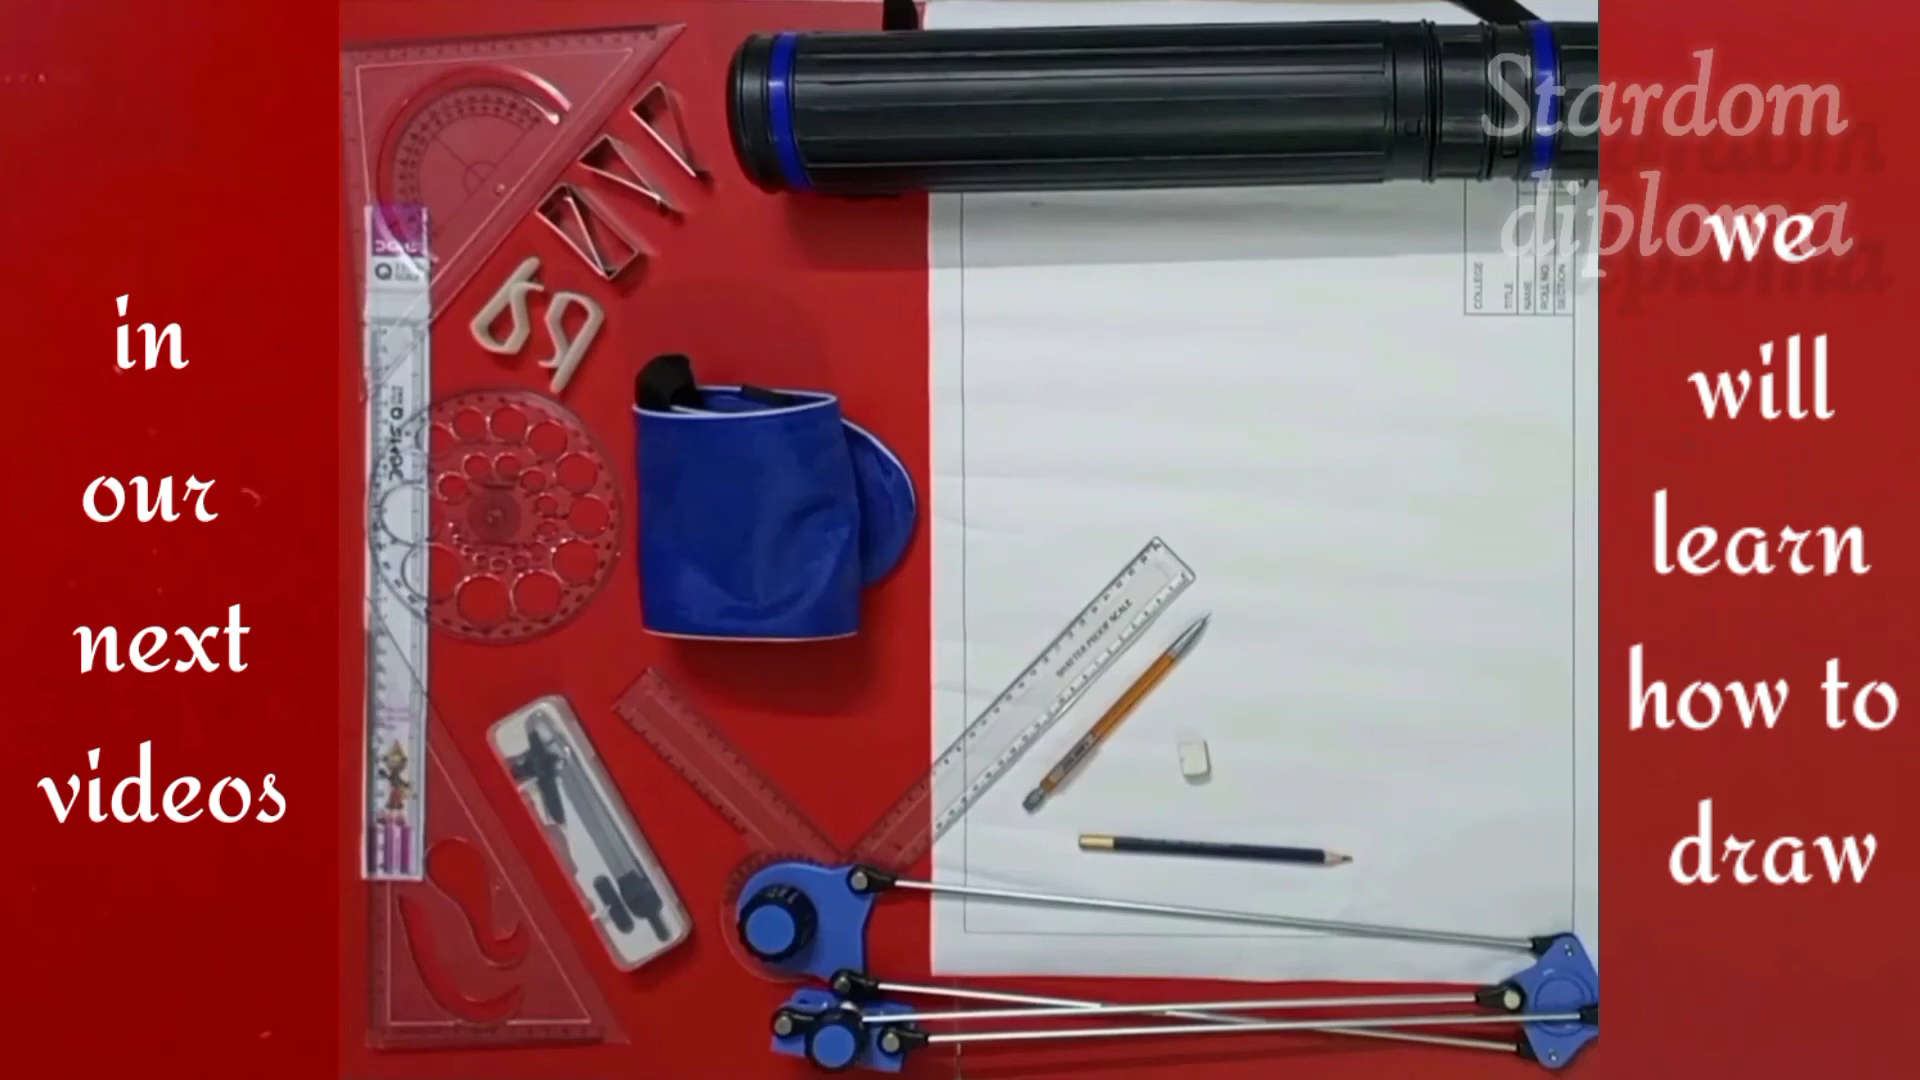 in
our
next
videos
Stardom
diploma
we
will
learn
how to
draw
COLLEGE
TITLE
NAME
ROLL NO
SECTION
SHATTER PROOF SCALE